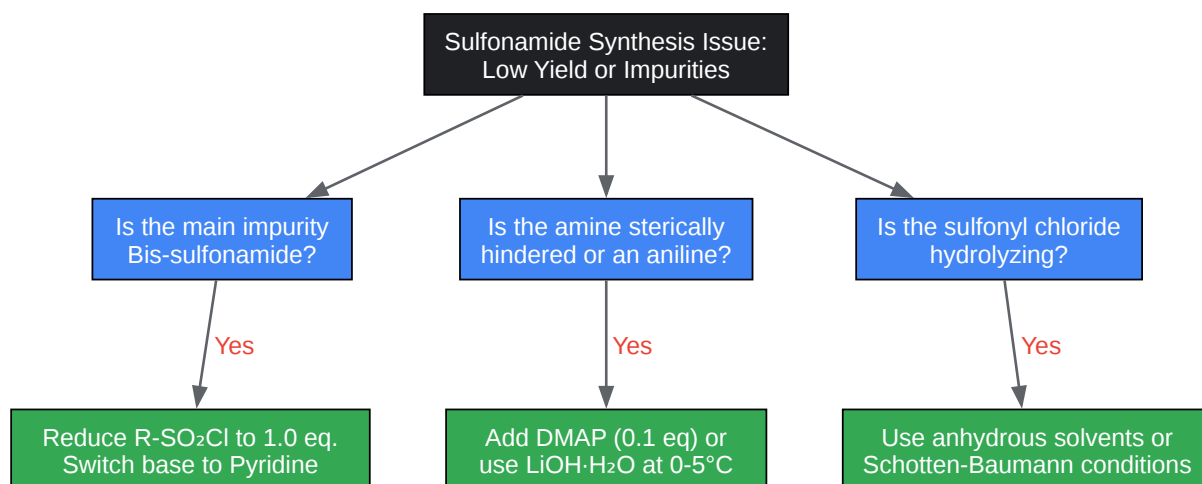 Sulfonamide Synthesis Issue:
Low Yield or Impurities
Is the main impurity
Bis-sulfonamide?
Is the amine sterically
hindered or an aniline?
Is the sulfonyl chloride
hydrolyzing?
Yes
Yes
Yes
Reduce R-SO₂Cl to 1.0 eq.
Switch base to Pyridine
Add DMAP (0.1 eq) or
use LiOH·H₂O at 0-5°C
Use anhydrous solvents or
Schotten-Baumann conditions